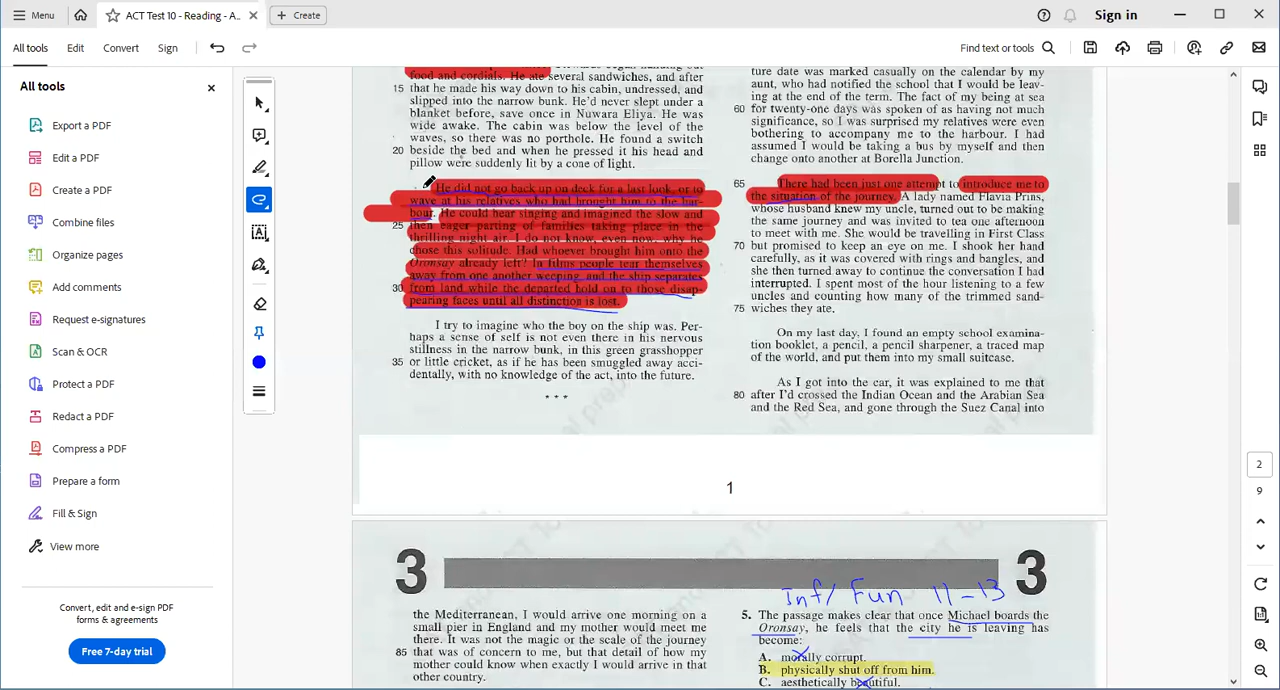 Menu
ACT Test 10 - Reading - A..
Create
Sign in
All tools
Edit
Convert
Sign
Find text or tools
All tools
Export a PDF
Edit a PDF
Create a PDF
Combine files
Organize pages
Add comments
Request e-signatures
Scan & OCR
Protect a PDF
Redact a PDF
Compress a PDF
Prepare a form
Fill & Sign
View more
Convert, edit and e-sign PDF
forms & agreements
Free 7-day trial
food and cordials. He ate several sandwiches, and after
15 that he made his way down to his cabin, undressed, and
slipped into the narrow bunk. He'd never slept under a
blanket before, save once in Nuwara Eliya. He was
wide awake. The cabin was below the level of the
waves, so there was no porthole. He found a switch
20 beside the bed and when he pressed it his head and
pillow were suddenly lit by a cone of light.
He did not go back up on deck for a last look, or to
wave at his relatives who had brought him to the har-
bour. He could hear singing and imagined the slow and
25 then eager parting of families taking place in the
thrilling night air. I do not know, even now, why he
chose this solitude. Had whoever brought him onto the
Oronsay already left? In films people tear themselves
away from one another weeping, and the ship separates
30 from land while the departed hold on to those disap-
pearing faces until all distinction is lost.
I try to imagine who the boy on the ship was. Per-
haps a sense of self is not even there in his nervous
stillness in the narrow bunk, in this green grasshopper
35 or little cricket, as if he has been smuggled away acci-
dentally, with no knowledge of the act, into the future.
* * *
ture date was marked casually on the calendar by my
aunt, who had notified the school that I would be leav-
ing at the end of the term. The fact of my being at sea
60 for twenty-one days was spoken of as having not much
significance, so I was surprised my relatives were even
bothering to accompany me to the harbour. I had
assumed I would be taking a bus by myself and then
change onto another at Borella Junction.
65 There had been just one attempt to introduce me to
the situation of the journey. A lady named Flavia Prins,
whose husband knew my uncle, turned out to be making
the same journey and was invited to tea one afternoon
to meet with me. She would be travelling in First Class
70 but promised to keep an eye on me. I shook her hand
carefully, as it was covered with rings and bangles, and
she then turned away to continue the conversation I had
interrupted. I spent most of the hour listening to a few
uncles and counting how many of the trimmed sand-
75 wiches they ate.
On my last day, I found an empty school examina-
tion booklet, a pencil, a pencil sharpener, a traced map
of the world, and put them into my small suitcase.
As I got into the car, it was explained to me that
80 after I'd crossed the Indian Ocean and the Arabian Sea
and the Red Sea, and gone through the Suez Canal into
1
3
3
the Mediterranean, I would arrive one morning on a
small pier in England and my mother would meet me
there. It was not the magic or the scale of the journey
85 that was of concern to me, but that detail of how my
mother could know when exactly I would arrive in that
other country.
Inf/ Fun 11-13
5. The passage makes clear that once Michael boards the
Oronsay, he feels that the city he is leaving has
become:
A. morally corrupt.
B. physically shut off from him.
C. aesthetically beautiful.
2
9